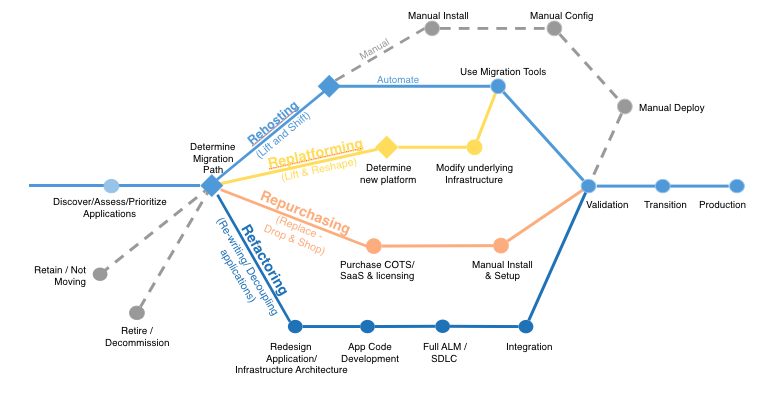 Manual Install
Manual Config
Manual
Automate
Use Migration Tools
Manual Deploy
Rehosting
(Lift and Shift)
Determine
Migration
Path
Replatforming
(Lift & Reshape)
Determine
new platform
Modify underlying
Infrastructure
Discover/Assess/Prioritize
Applications
Repurchasing
(Replace -
Drop & Shop)
Validation
Transition
Production
Retain / Not
Moving
Refactoring
(Re-writing/ Decoupling
applications)
Purchase COTS/
SaaS & licensing
Manual Install
& Setup
Retire /
Decommission
Redesign
Application/
Infrastructure Architecture
App Code
Development
Full ALM /
SDLC
Integration